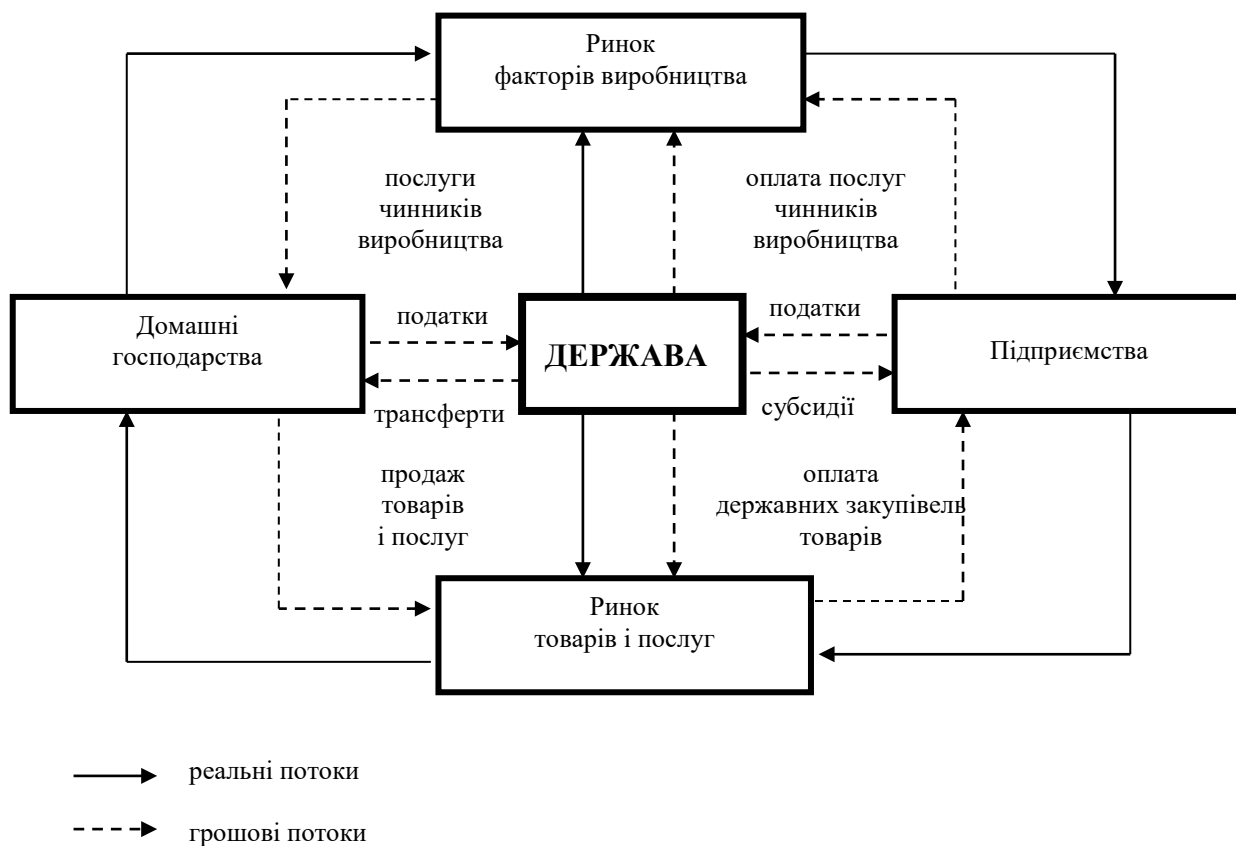 Ринок
факторів виробництва
послуги
чинників
виробництва
оплата послуг
чинників
виробництва
Домашні
господарства
податки
ДЕРЖАВА
податки
Підприємства
трансферти
субсидії
продаж
товарів
і послуг
оплата
державних закупівель
товарів
Ринок
товарів і послуг
реальні потоки
грошові потоки